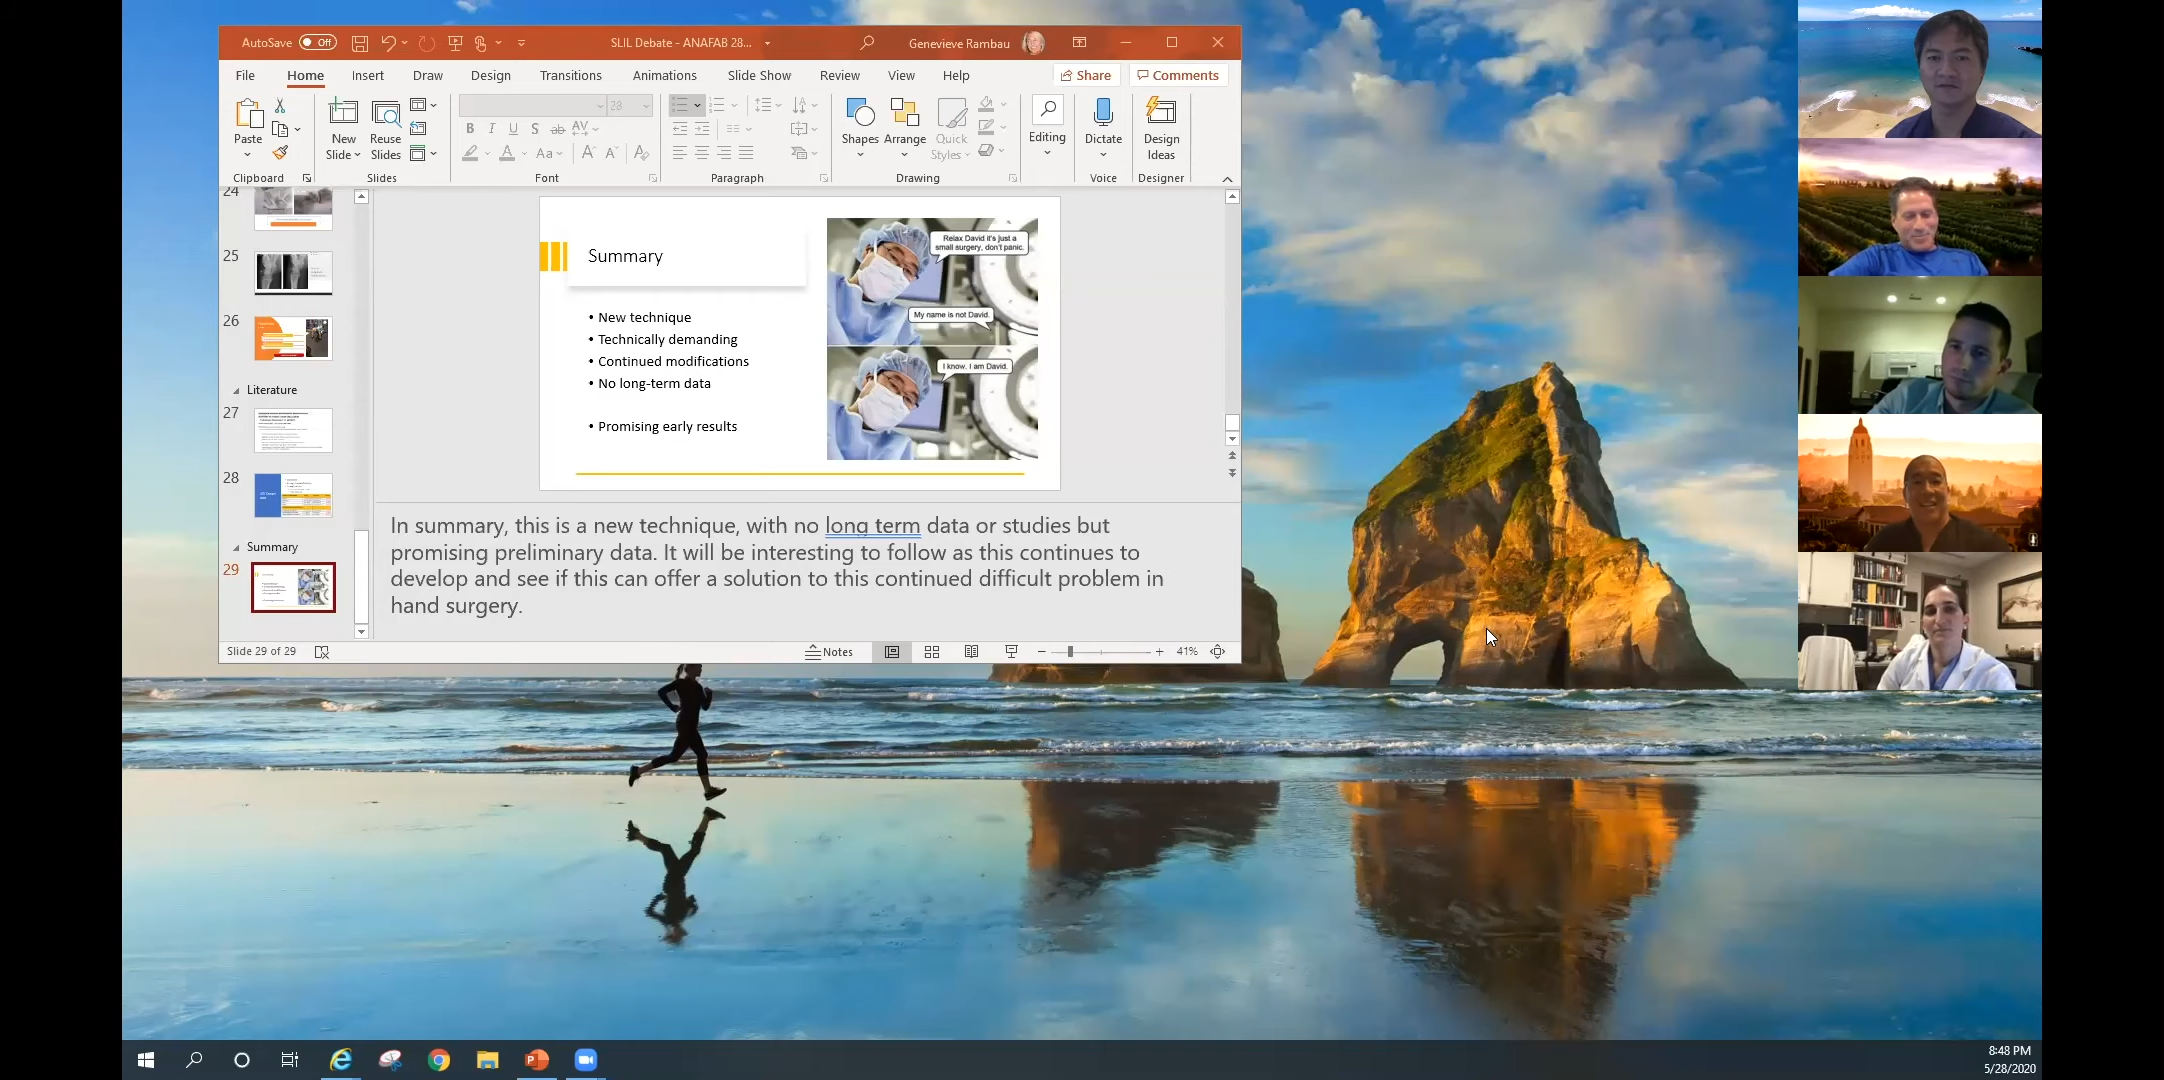 AutoSave Off SLIL Debate - ANAFAB 28... Genevieve Rambau
File Home Insert Draw Design Transitions Animations Slide Show Review View Help Share Comments
Paste
New
Slide
Reuse
Slides
28
B I U S ab AV
Aa A A
Shapes Arrange Quick
Styles
Editing
Dictate
Design
Ideas
Clipboard Slides Font Paragraph Drawing Voice Designer
24
25
26
Literature
27
28
Summary
29
Summary
• New technique
• Technically demanding
• Continued modifications
• No long-term data
• Promising early results
Relax David it's just a
small surgery, don't panic.
My name is not David.
I know. I am David.
In summary, this is a new technique, with no long term data or studies but
promising preliminary data. It will be interesting to follow as this continues to
develop and see if this can offer a solution to this continued difficult problem in
hand surgery.
Slide 29 of 29 Notes 41%
8:48 PM
5/28/2020